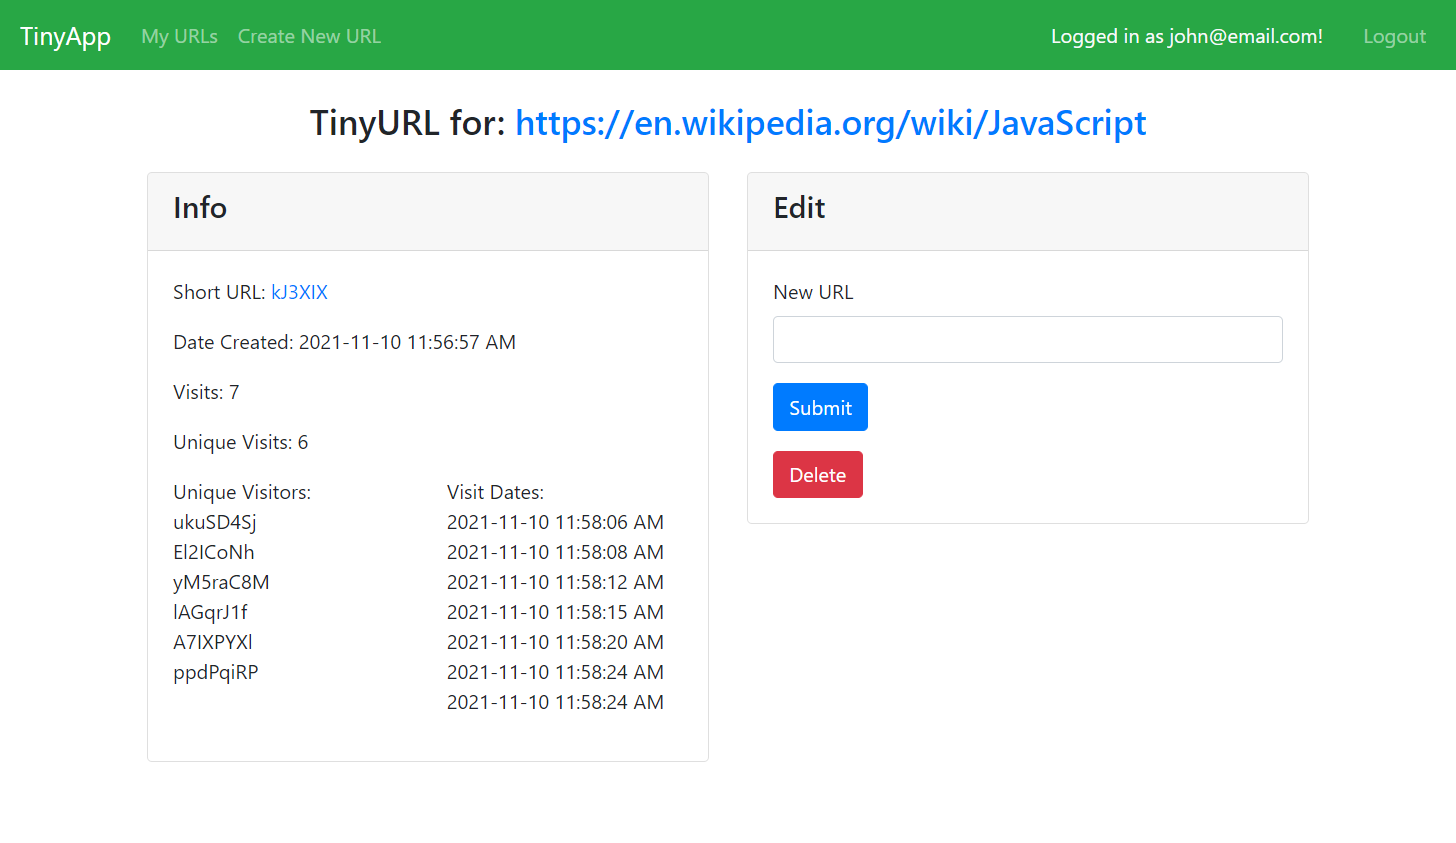 TinyApp My URLs Create New URL Logged in as john@email.com! Logout
TinyURL for: https://en.wikipedia.org/wiki/JavaScript
Info
Short URL: kJ3XIX
Date Created: 2021-11-10 11:56:57 AM
Visits: 7
Unique Visits: 6
Unique Visitors: Visit Dates:
ukuSD4Sj 2021-11-10 11:58:06 AM
El2ICoNh 2021-11-10 11:58:08 AM
yM5raC8M 2021-11-10 11:58:12 AM
lAGqrJ1f 2021-11-10 11:58:15 AM
A7IXPYXl 2021-11-10 11:58:20 AM
ppdPqiRP 2021-11-10 11:58:24 AM
2021-11-10 11:58:24 AM
Edit
New URL
Submit
Delete